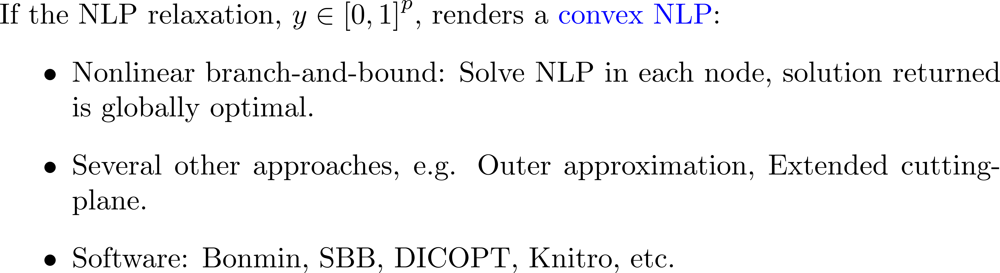 If the NLP relaxation, y ∈ [0, 1]^p, renders a convex NLP:
• Nonlinear branch-and-bound: Solve NLP in each node, solution returned
is globally optimal.
• Several other approaches, e.g. Outer approximation, Extended cutting-
plane.
• Software: Bonmin, SBB, DICOPT, Knitro, etc.